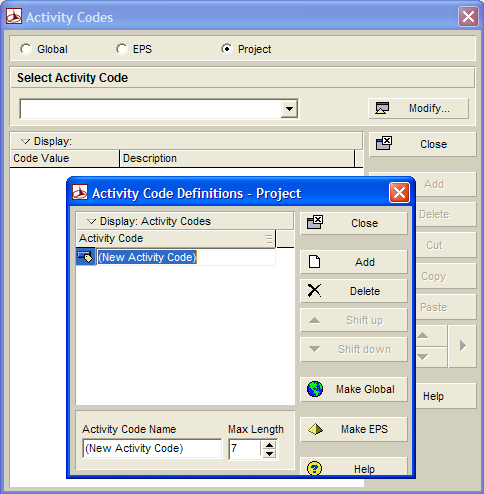 Activity Codes
Global EPS Project
Select Activity Code
Modify...
Display:
Close
Code Value Description
Add
Delete
Cut
Copy
Paste
Help
Activity Code Definitions - Project
Display: Activity Codes
Close
Activity Code
(New Activity Code)
Add
Delete
Shift up
Shift down
Make Global
Make EPS
Help
Activity Code Name Max Length
(New Activity Code) 7